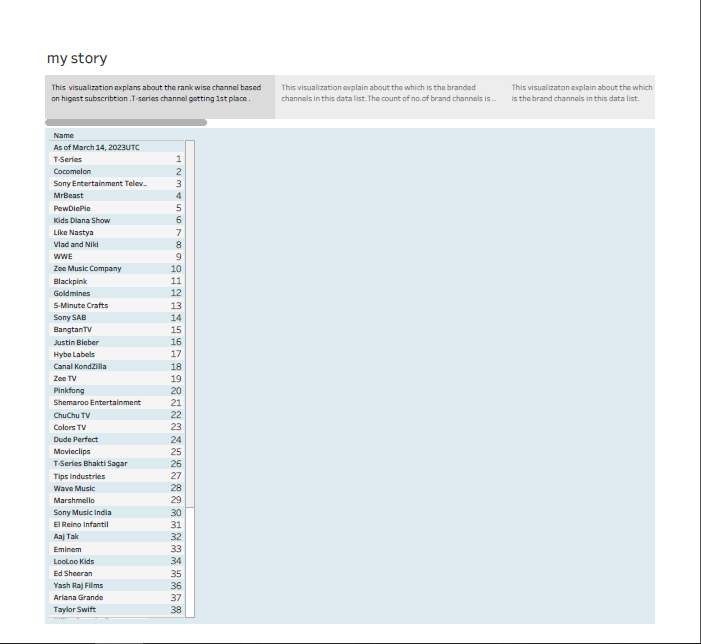 my story
This visualization explans about the rank wise channel based
on higest subscribtion .T-series channel getting 1st place .
This visualization explain about the which is the branded
channels in this data list.The count of no.of brand channels is ..
This visualizaton explain about the which
is the brand channels in this data list.
Name
As of March 14, 2023UTC
T-Series 1
Cocomelon 2
Sony Entertainment Telev.. 3
MrBeast 4
PewDiePie 5
Kids Diana Show 6
Like Nastya 7
Vlad and Niki 8
WWE 9
Zee Music Company 10
Blackpink 11
Goldmines 12
5-Minute Crafts 13
Sony SAB 14
BangtanTV 15
Justin Bieber 16
Hybe Labels 17
Canal KondZilla 18
Zee TV 19
Pinkfong 20
Shemaroo Entertainment 21
ChuChu TV 22
Colors TV 23
Dude Perfect 24
Movieclips 25
T-Series Bhakti Sagar 26
Tips Industries 27
Wave Music 28
Marshmello 29
Sony Music India 30
El Reino Infantil 31
Aaj Tak 32
Eminem 33
LooLoo Kids 34
Ed Sheeran 35
Yash Raj Films 36
Ariana Grande 37
Taylor Swift 38